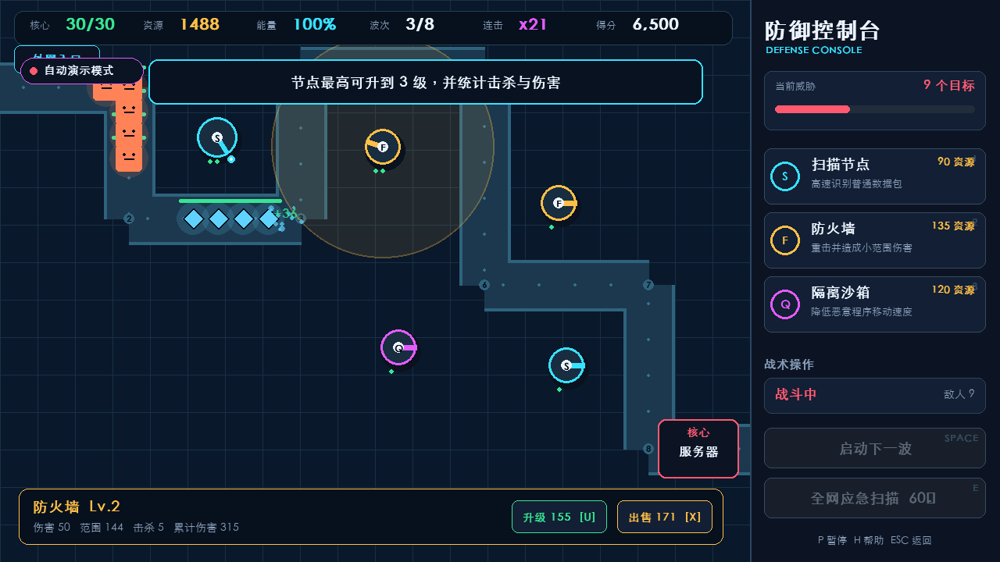 核心 30/30 资源 1488 能量 100% 波次 3/8 连击 x21 得分 6,500
自动演示模式
节点最高可升到 3 级，并统计击杀与伤害
S
F
F
+36
2
6
7
Q
S
8
核心
服务器
防火墙 Lv.2
伤害 50 范围 144 击杀 5 累计伤害 315
升级 155 [U]
出售 171 [X]
防御控制台
DEFENSE CONSOLE
当前威胁 9 个目标
S
扫描节点 90 资源
高速识别普通数据包
F
防火墙 135 资源
重击并造成小范围伤害
Q
隔离沙箱 120 资源
降低恶意程序移动速度
战术操作
战斗中 敌人 9
启动下一波 SPACE
全网应急扫描 60 E
P 暂停 H 帮助 ESC 返回